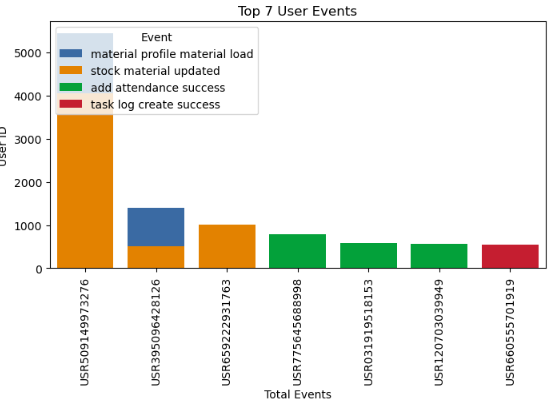 Top 7 User Events
Event
material profile material load
stock material updated
add attendance success
task log create success
User ID
5000
4000
3000
2000
1000
0
USR509149973276
USR395096428126
USR659222931763
USR775645688998
USR031919518153
USR120703039949
USR660555701919
Total Events